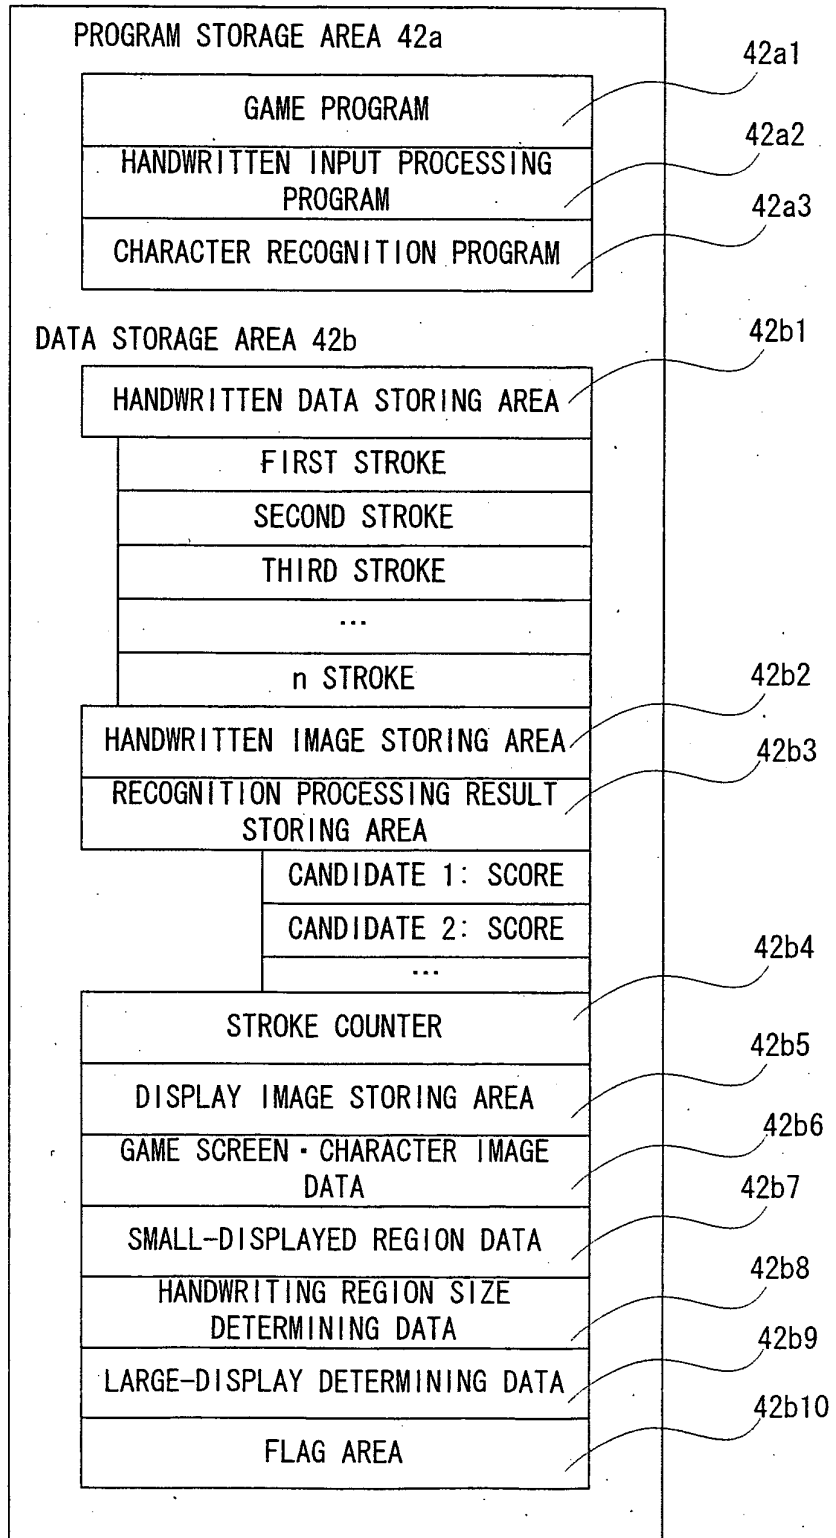 PROGRAM STORAGE AREA 42a
42a1
GAME PROGRAM
42a2
HANDWRITTEN INPUT PROCESSING
PROGRAM
42a3
CHARACTER RECOGNITION PROGRAM
DATA STORAGE AREA 42b
42b1
HANDWRITTEN DATA STORING AREA
FIRST STROKE
SECOND STROKE
THIRD STROKE
...
n STROKE
42b2
HANDWRITTEN IMAGE STORING AREA
42b3
RECOGNITION PROCESSING RESULT
STORING AREA
CANDIDATE 1: SCORE
CANDIDATE 2: SCORE
...
42b4
STROKE COUNTER
42b5
DISPLAY IMAGE STORING AREA
42b6
GAME SCREEN・CHARACTER IMAGE
DATA
42b7
SMALL-DISPLAYED REGION DATA
42b8
HANDWRITING REGION SIZE
DETERMINING DATA
42b9
LARGE-DISPLAY DETERMINING DATA
42b10
FLAG AREA